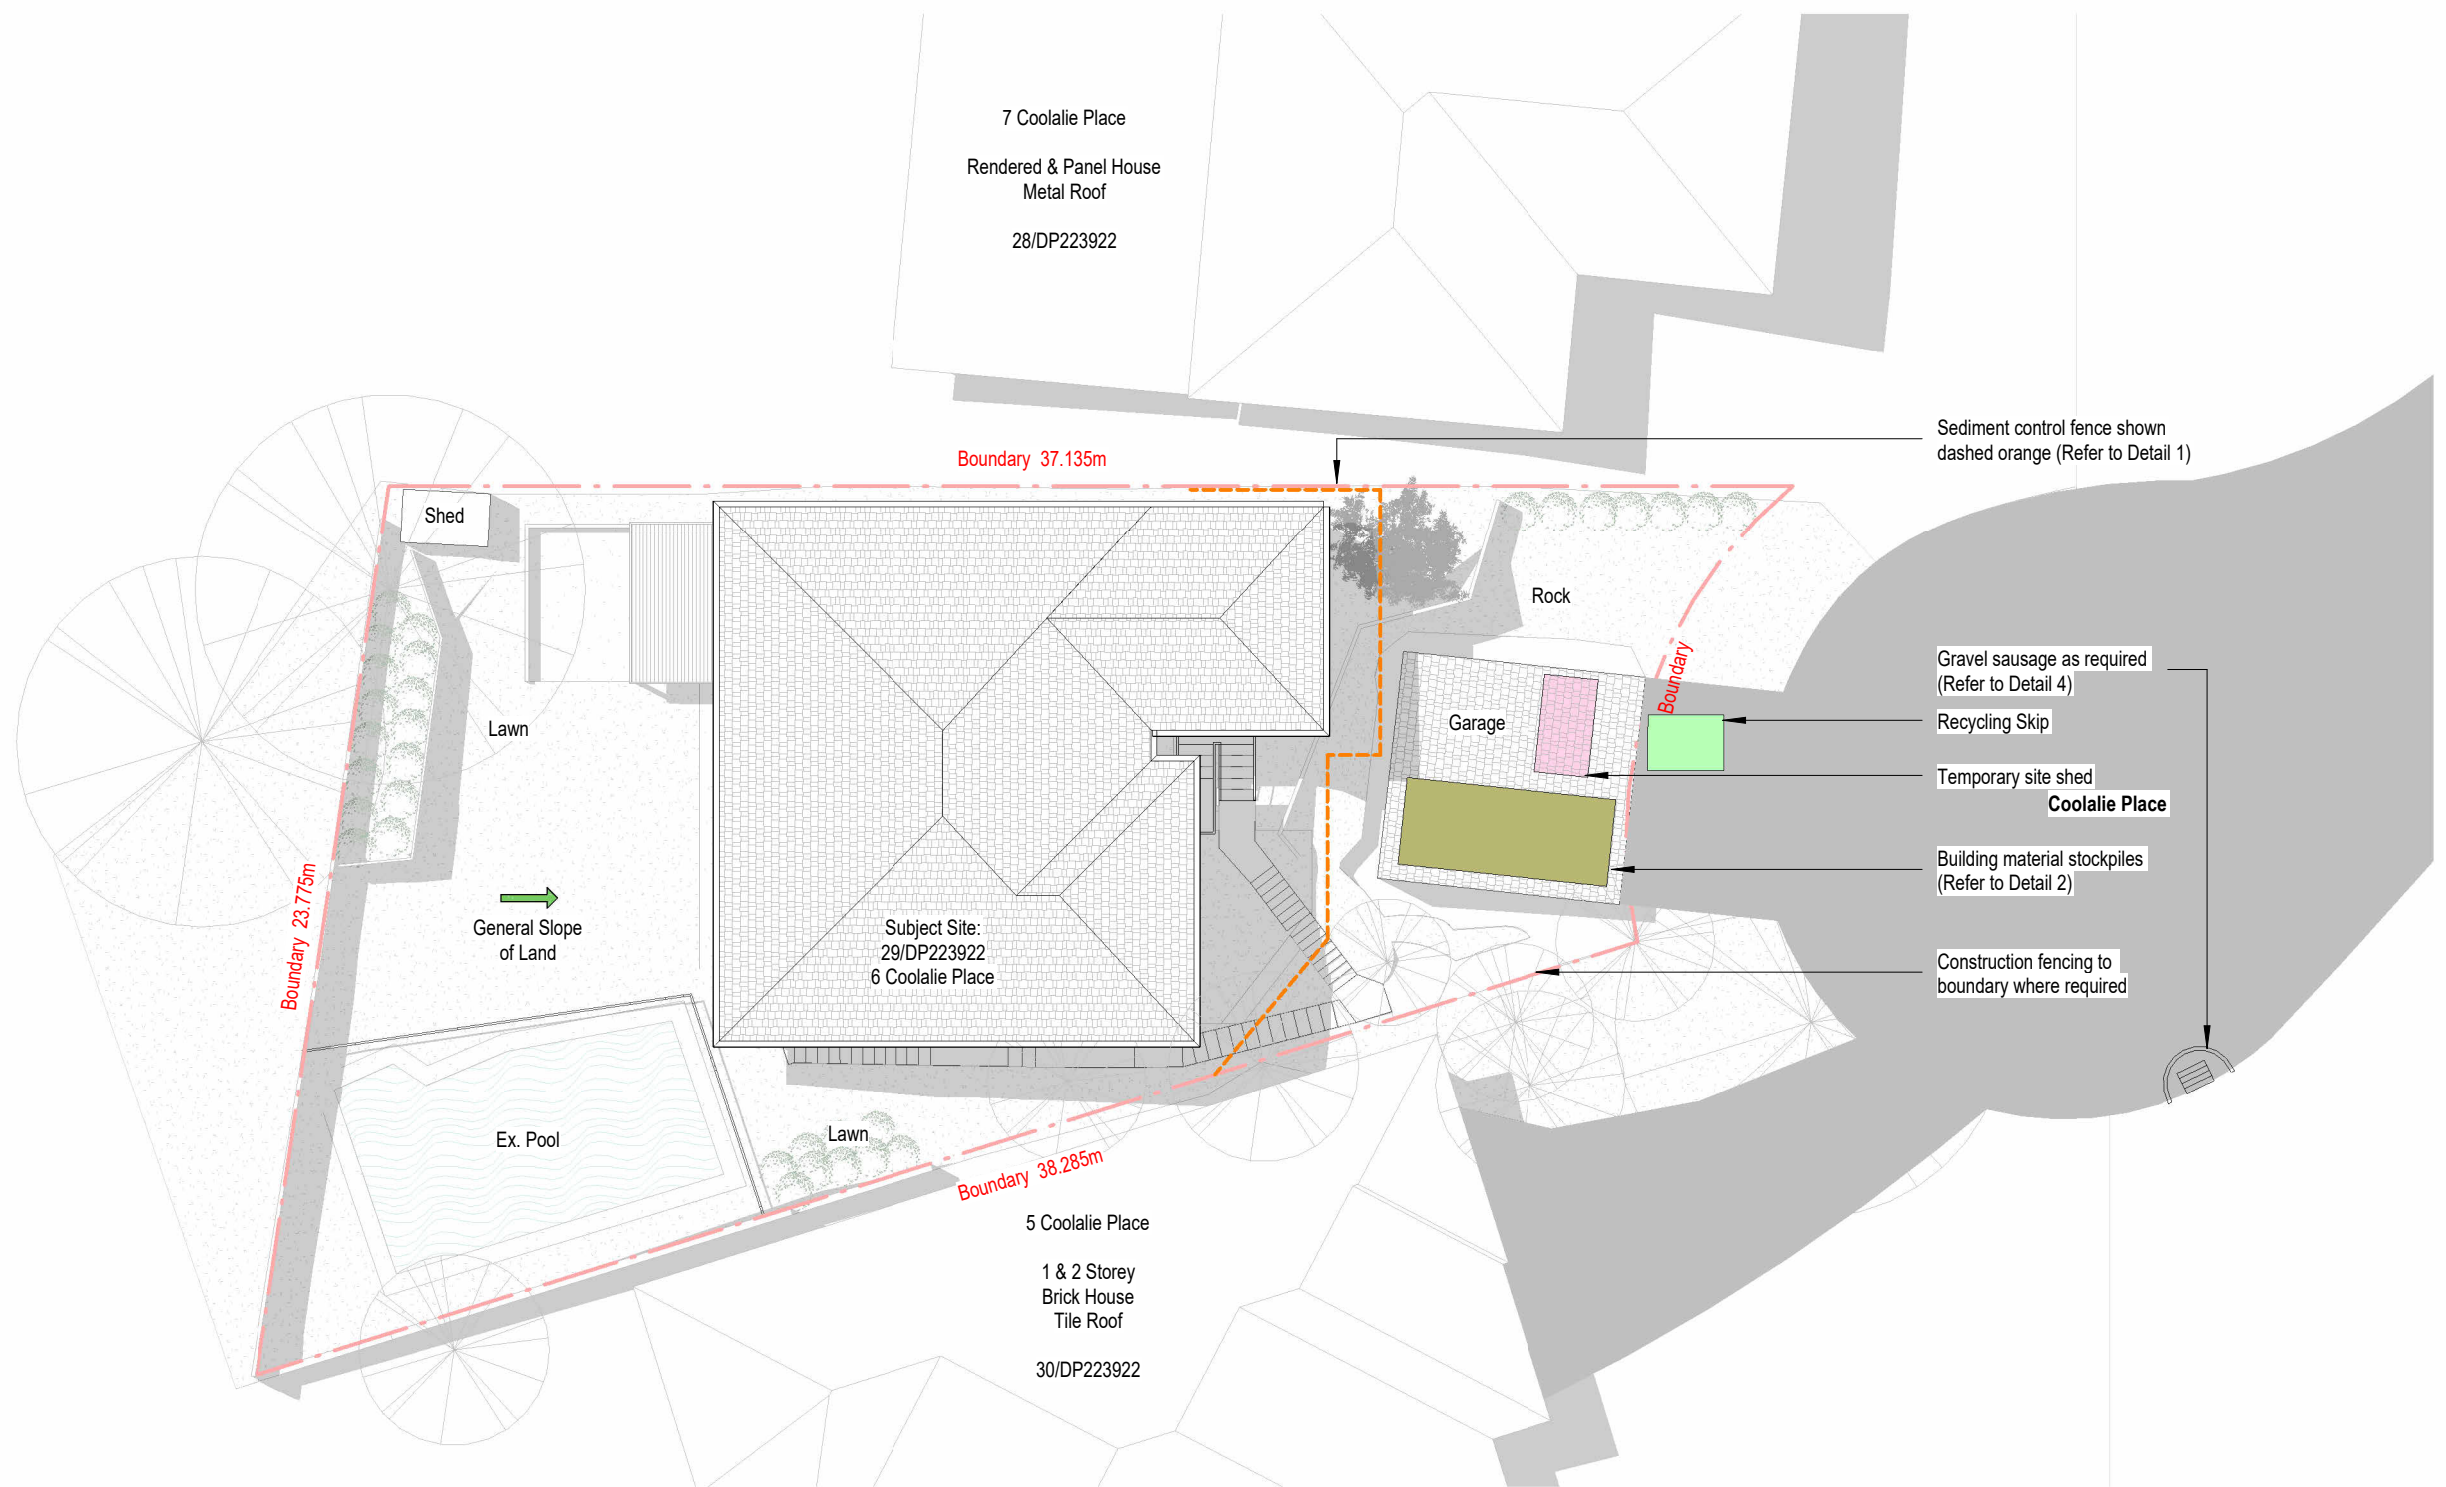 7 Coolalie Place
Rendered & Panel House
Metal Roof
28/DP223922
Sediment control fence shown
dashed orange (Refer to Detail 1)
Boundary  37.135m
Shed
Rock
Boundary
Gravel sausage as required
(Refer to Detail 4)
Recycling Skip
Garage
Lawn
Temporary site shed
Coolalie Place
Building material stockpiles
(Refer to Detail 2)
Boundary  23.775m
General Slope
of Land
Subject Site:
29/DP223922
6 Coolalie Place
Construction fencing to
boundary where required
Ex. Pool
Lawn
Boundary  38.285m
5 Coolalie Place
1 & 2 Storey
Brick House
Tile Roof
30/DP223922